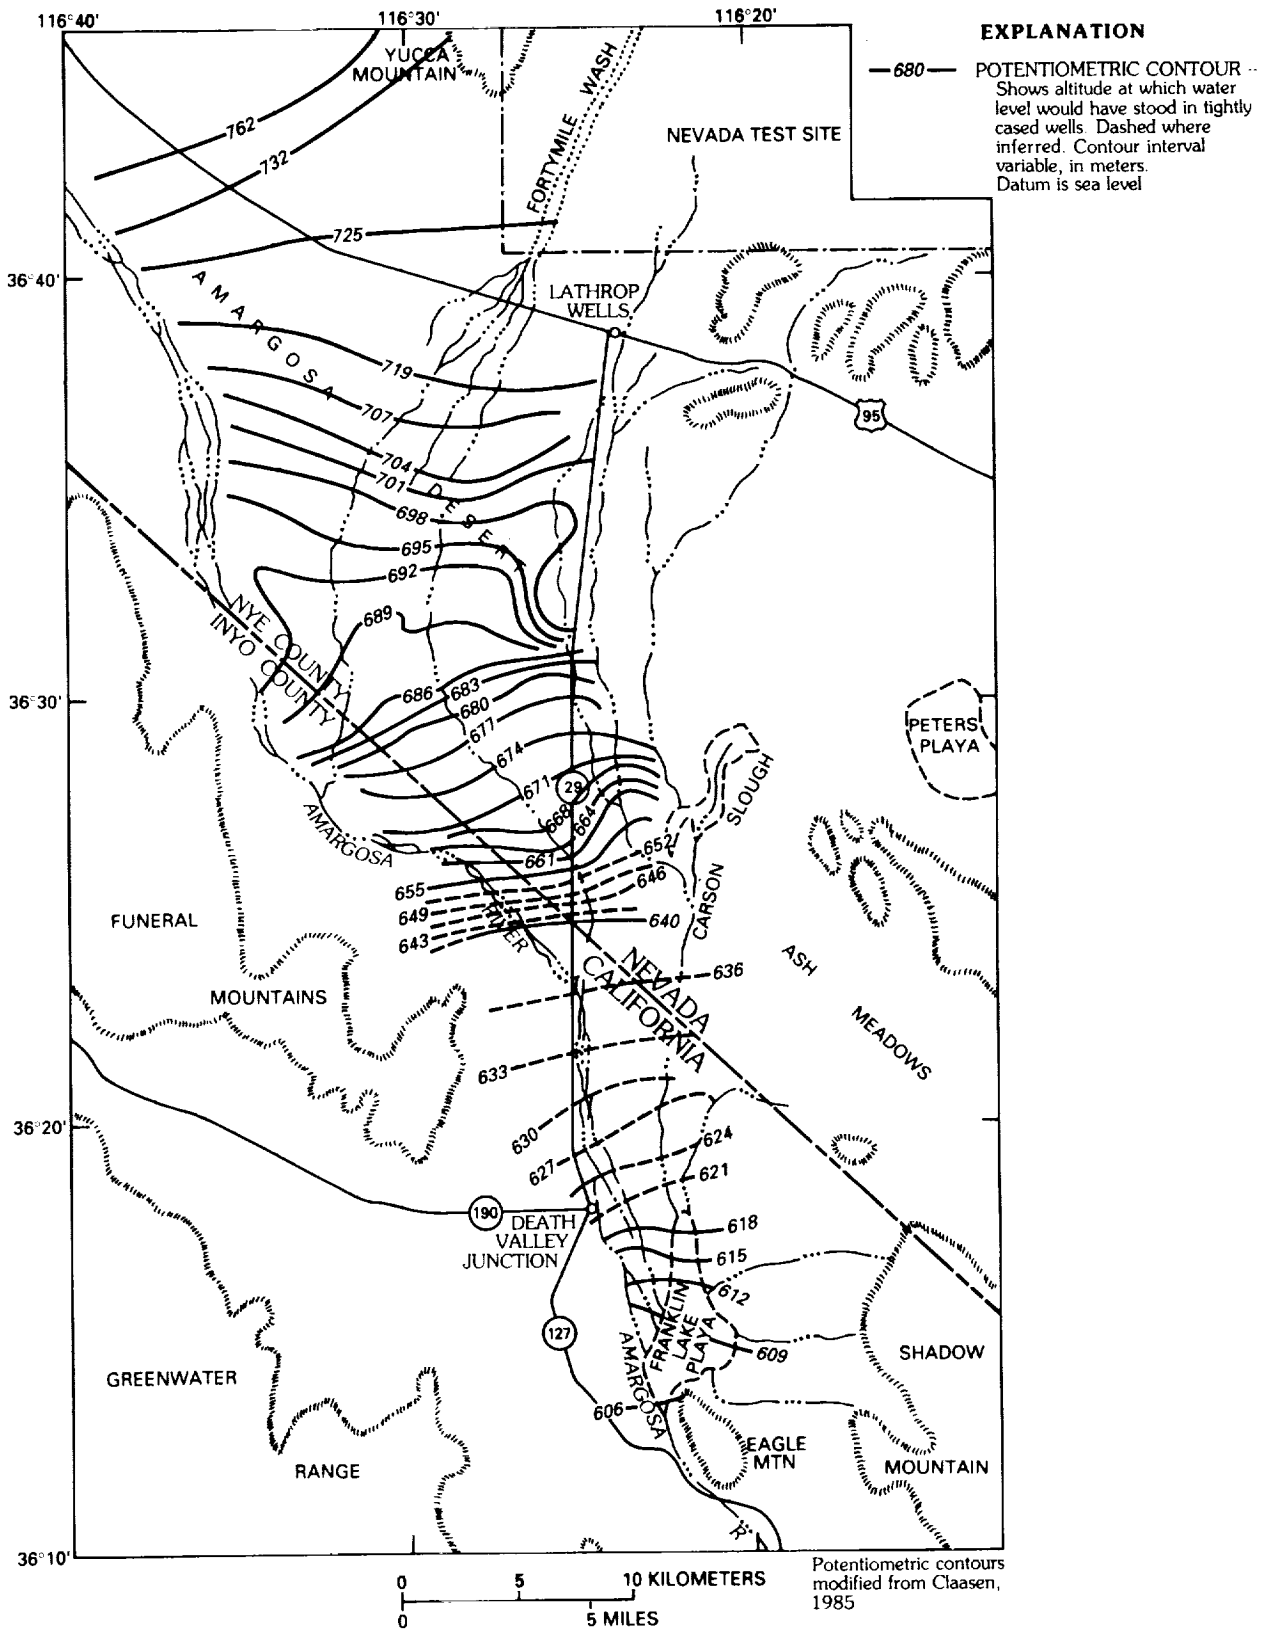 116°40'
116°30'
116°20'
EXPLANATION
680
POTENTIOMETRIC CONTOUR --
Shows altitude at which water
level would have stood in tightly
cased wells. Dashed where
inferred. Contour interval
variable, in meters.
Datum is sea level
YUCCA
MOUNTAIN
FORTYMILE WASH
NEVADA TEST SITE
762
732
725
36°40'
AMARGOSA
DESERT
LATHROP
WELLS
719
707
95
704
701
698
695
692
689
NYE COUNTY
INYO COUNTY
36°30'
686
683
680
677
674
671
668
664
661
29
PETERS
PLAYA
SLOUGH
CARSON
AMARGOSA
RIVER
652
646
655
649
643
640
636
FUNERAL
MOUNTAINS
ASH
MEADOWS
NEVADA
CALIFORNIA
633
630
627
624
621
36°20'
190
DEATH
VALLEY
JUNCTION
618
615
612
609
606
127
FRANKLIN
LAKE
PLAYA
AMARGOSA
R
GREENWATER
RANGE
SHADOW
MOUNTAIN
EAGLE
MTN
36°10'
0 5 10 KILOMETERS
0 5 MILES
Potentiometric contours
modified from Claasen,
1985